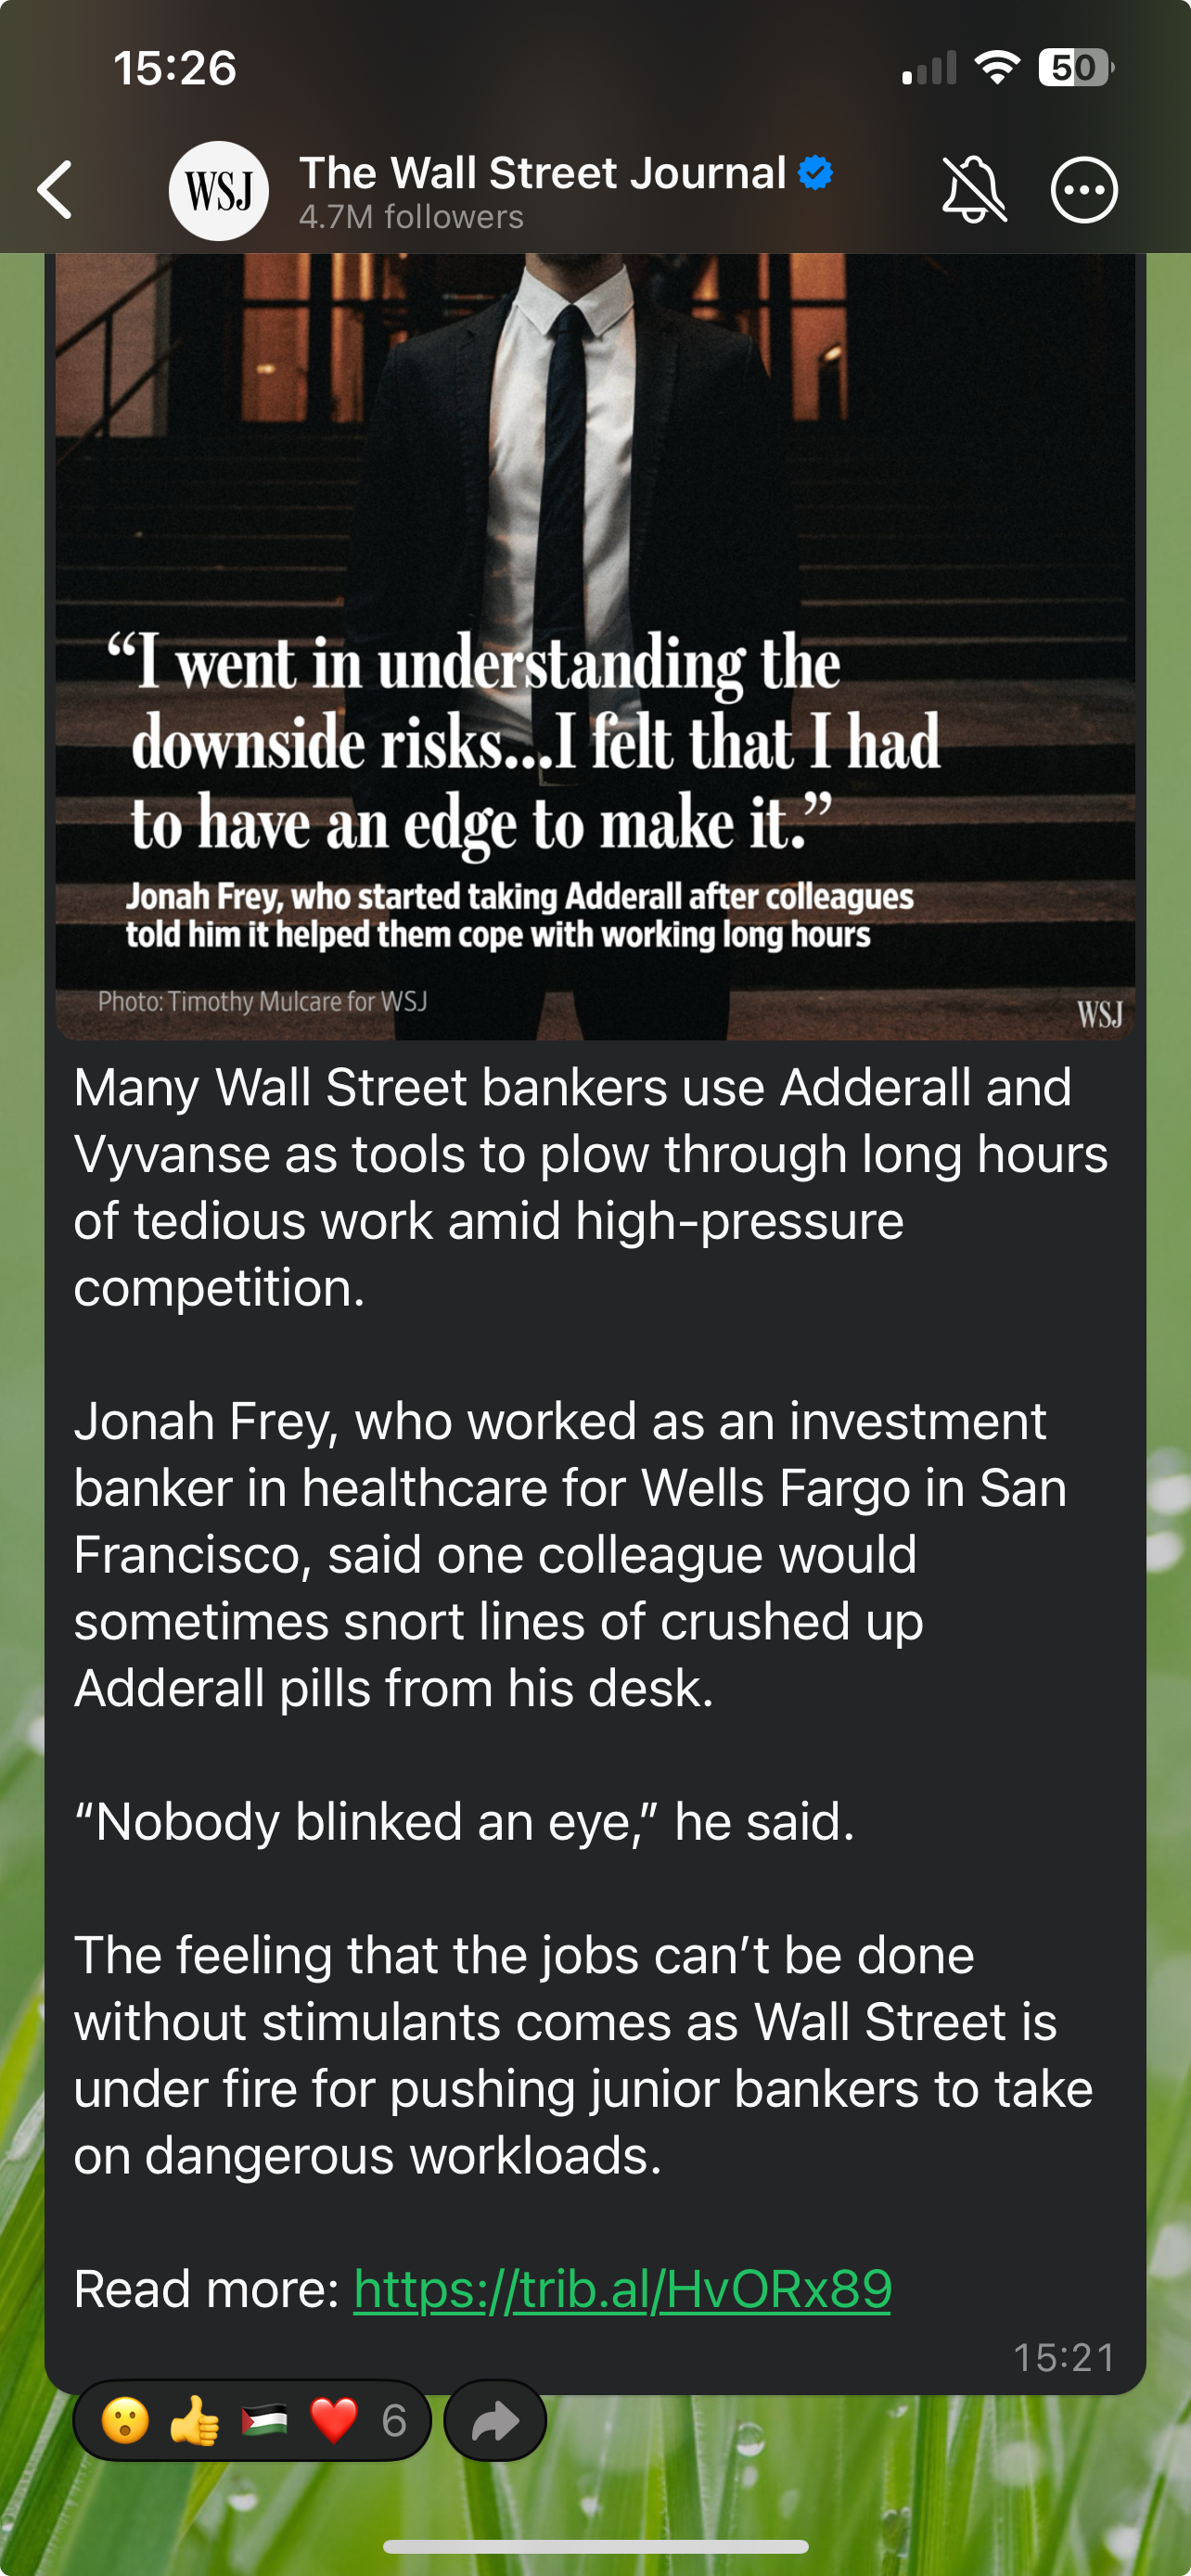 15:26
50
WSJ
The Wall Street Journal
4.7M followers
“I went in understanding the
downside risks...I felt that I had
to have an edge to make it.”
Jonah Frey, who started taking Adderall after colleagues
told him it helped them cope with working long hours
Photo: Timothy Mulcare for WSJ
WSJ
Many Wall Street bankers use Adderall and
Vyvanse as tools to plow through long hours
of tedious work amid high-pressure
competition.
Jonah Frey, who worked as an investment
banker in healthcare for Wells Fargo in San
Francisco, said one colleague would
sometimes snort lines of crushed up
Adderall pills from his desk.
“Nobody blinked an eye,” he said.
The feeling that the jobs can’t be done
without stimulants comes as Wall Street is
under fire for pushing junior bankers to take
on dangerous workloads.
Read more: https://trib.al/HvORx89
15:21
6